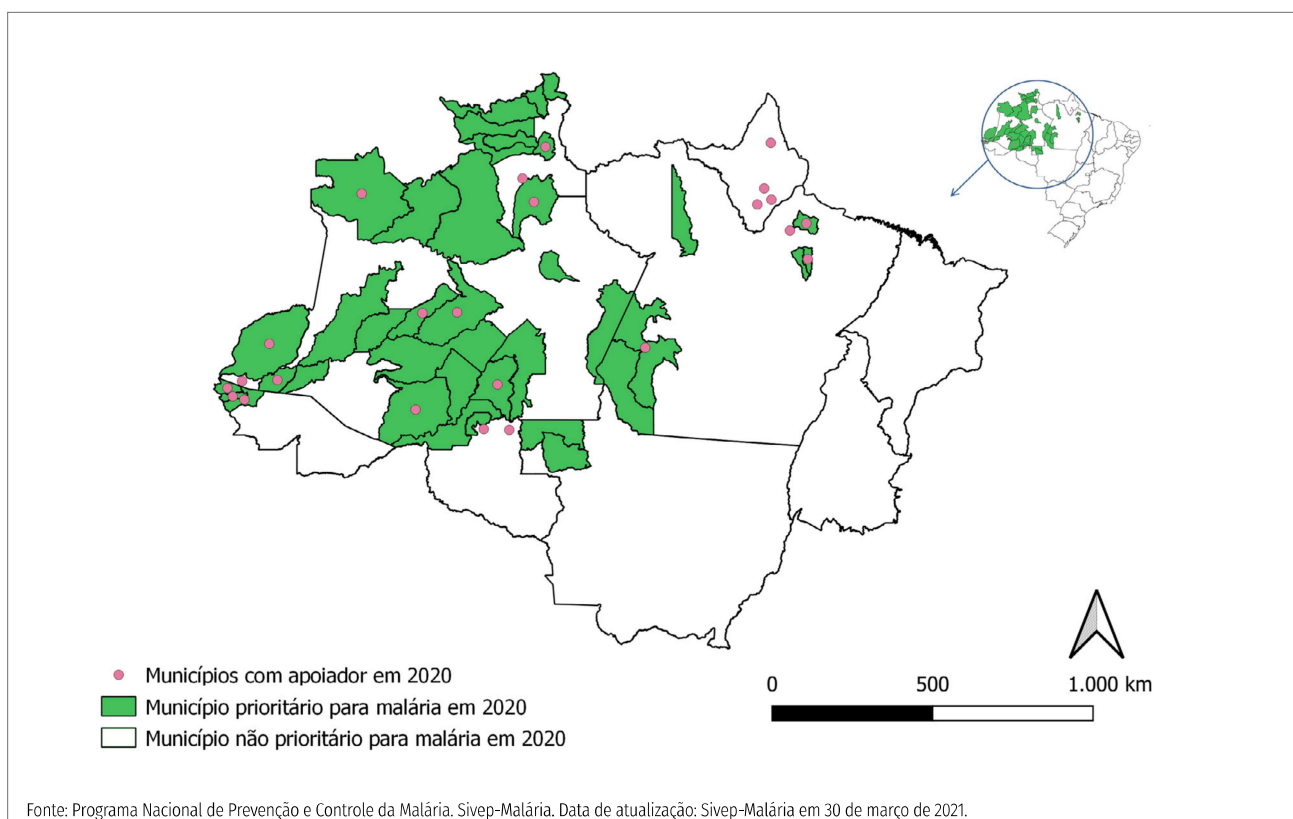 Municípios com apoiador em 2020
Município prioritário para malária em 2020
Município não prioritário para malária em 2020
0 500 1.000 km
Fonte: Programa Nacional de Prevenção e Controle da Malária. Sivep-Malária. Data de atualização: Sivep-Malária em 30 de março de 2021.